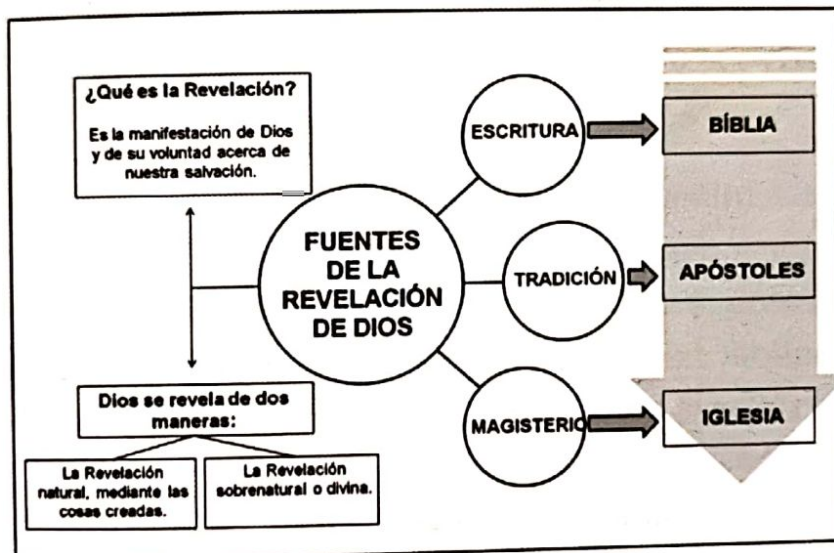 ¿Qué es la Revelación?
Es la manifestación de Dios
y de su voluntad acerca de
nuestra salvación.
FUENTES
DE LA
REVELACIÓN
DE DIOS
ESCRITURA
BÍBLIA
TRADICIÓN
APÓSTOLES
MAGISTERIO
IGLESIA
Dios se revela de dos
maneras:
La Revelación
natural, mediante las
cosas creadas.
La Revelación
sobrenatural o divina.